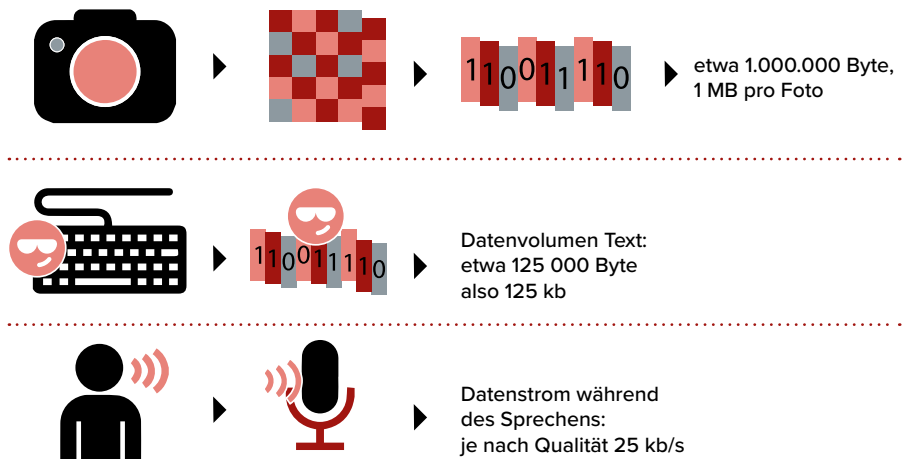 110011110
etwa 1.000.000 Byte,
1 MB pro Foto
110011110
Datenvolumen Text:
etwa 125 000 Byte
also 125 kb
Datenstrom während
des Sprechens:
je nach Qualität 25 kb/s